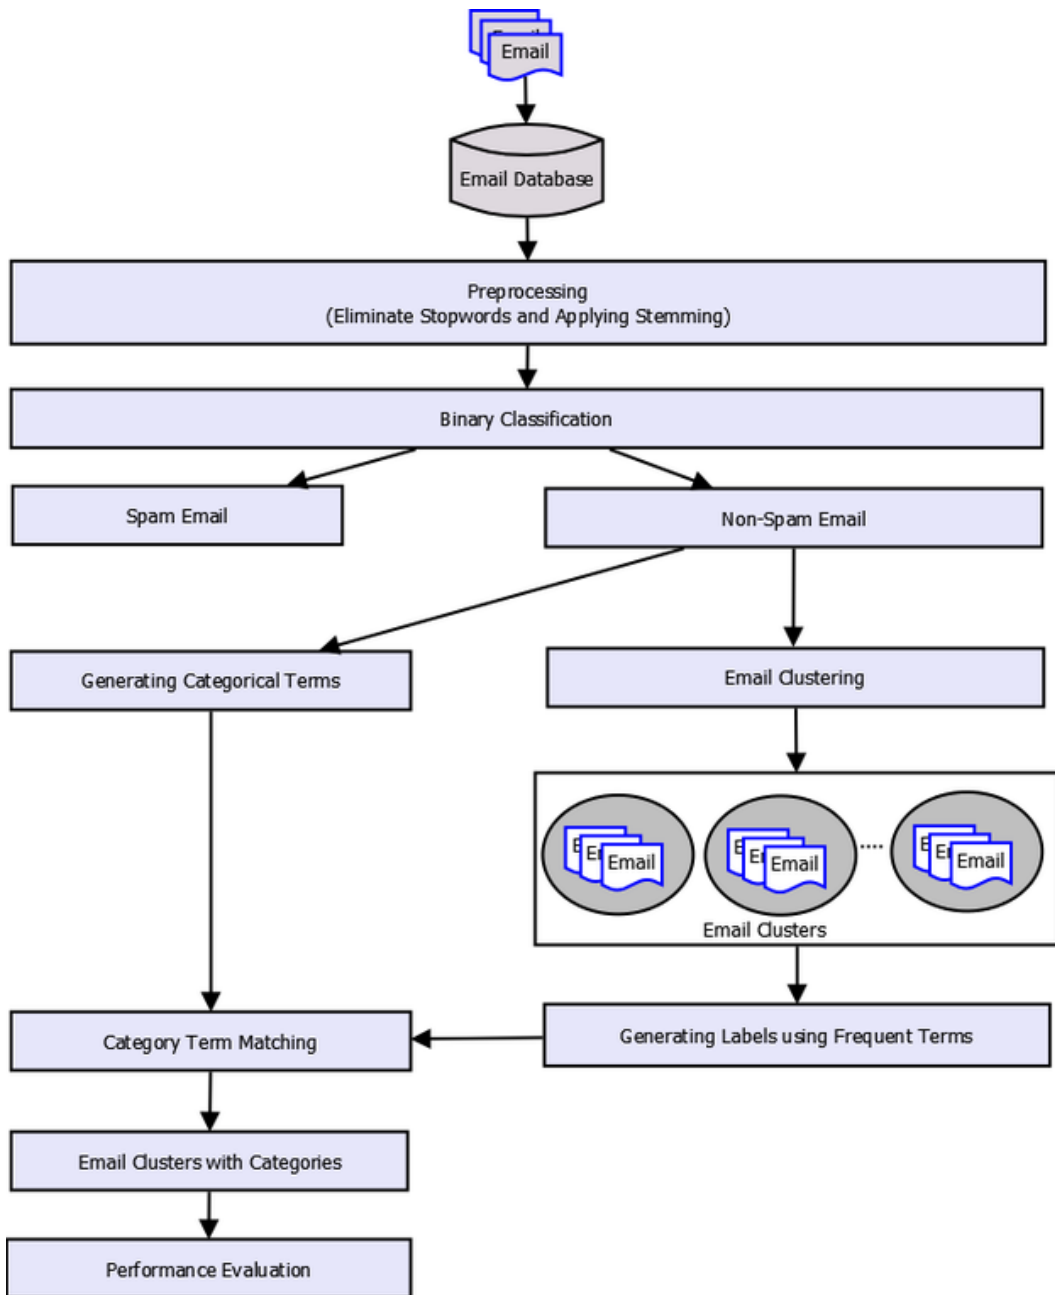 Email
Email Database
Preprocessing
(Eliminate Stopwords and Applying Stemming)
Binary Classification
Spam Email
Non-Spam Email
Generating Categorical Terms
Email Clustering
Email
Email
....
Email
Email Clusters
Category Term Matching
Generating Labels using Frequent Terms
Email Clusters with Categories
Performance Evaluation